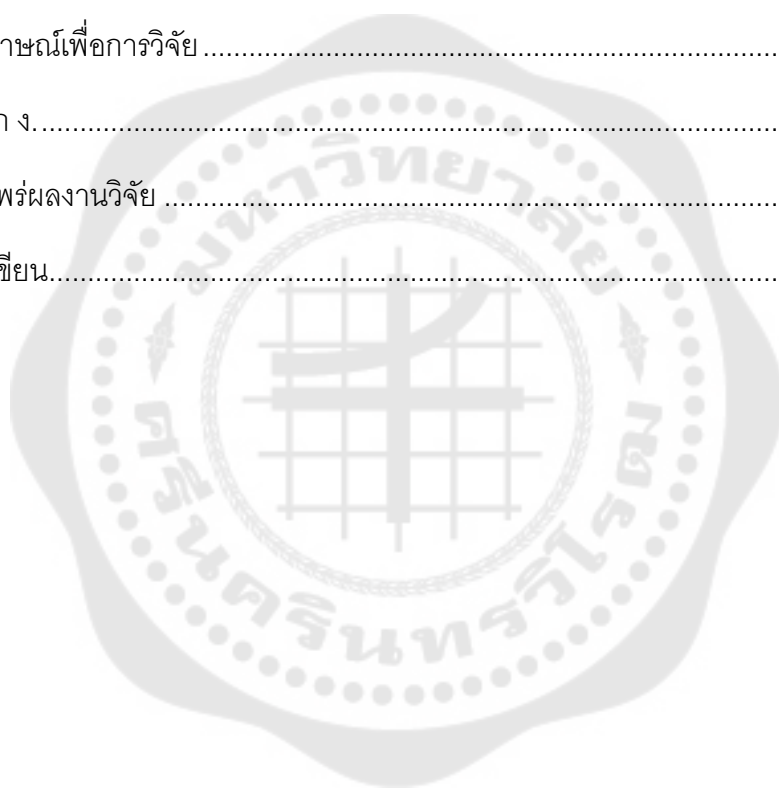 าษณ์เพื่อการวิจัย ................................................................................
ก ง. ................................................................................
พร่ผลงานวิจัย ................................................................................
ขียน................................................................................
มหาวิทยาลัย
ศรีนครินทรวิโรฒ